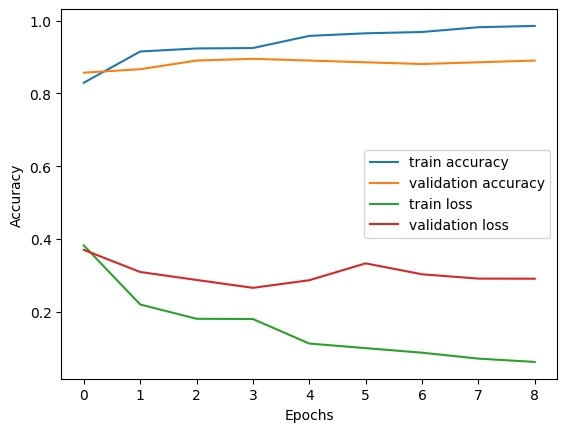 1.0
0.8
0.6
0.4
0.2
Accuracy
train accuracy
validation accuracy
train loss
validation loss
0 1 2 3 4 5 6 7 8
Epochs